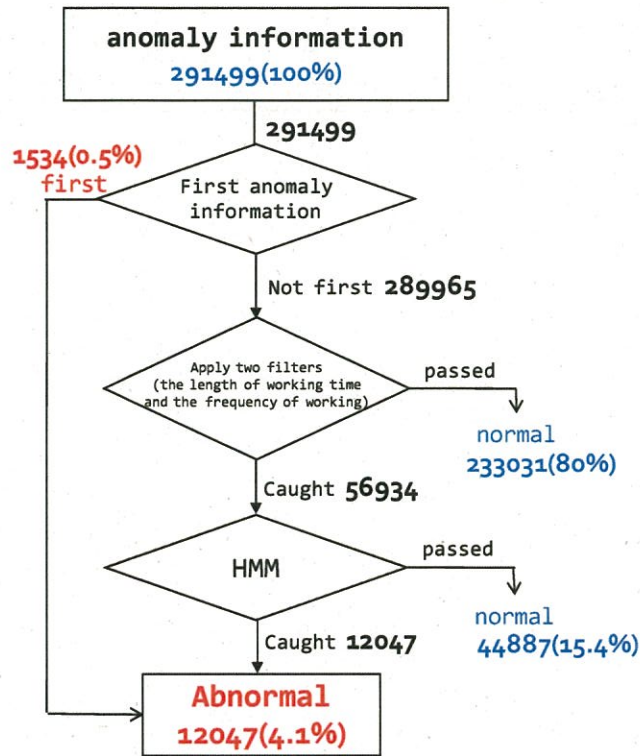 anomaly information
291499(100%)
291499
1534(0.5%)
first
First anomaly
information
Not first 289965
Apply two filters
(the length of working time
and the frequency of working)
passed
normal
233031(80%)
Caught 56934
HMM
passed
normal
44887(15.4%)
Caught 12047
Abnormal
12047(4.1%)